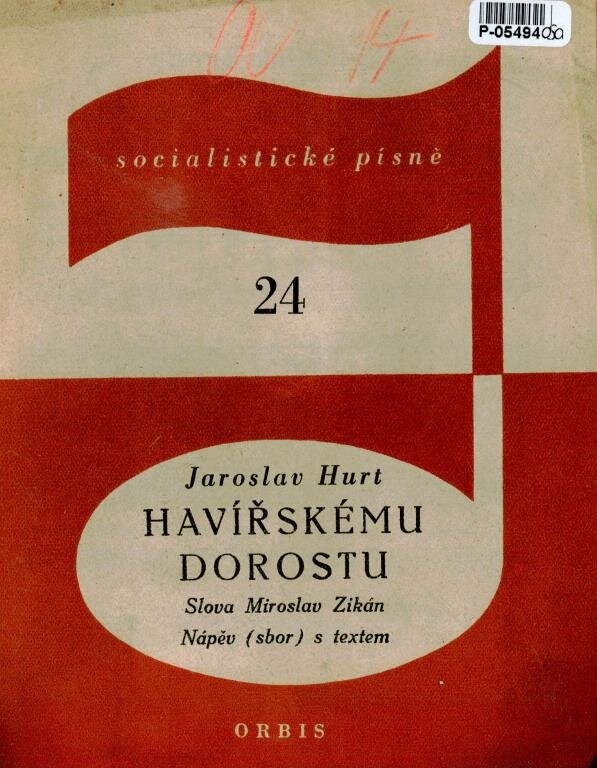 P-05494
socialistické písně
24
Jaroslav Hurt
HAVÍŘSKÉMU
DOROSTU
Slova Miroslav Zikán
Nápěv (sbor) s textem
ORBIS